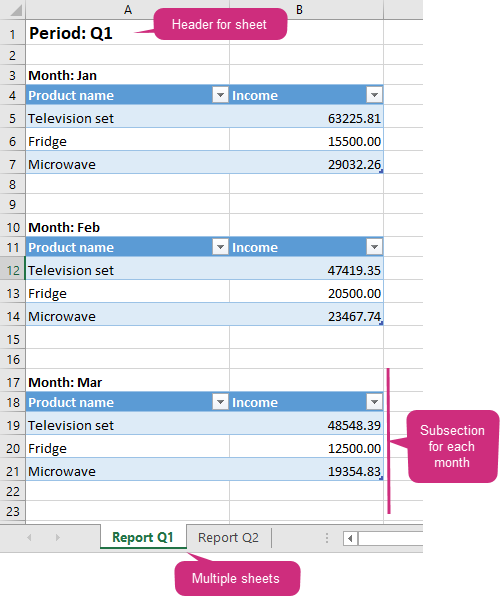 A B
1 Period: Q1 Header for sheet
2
3 Month: Jan
4 Product name Income
5 Television set 63225.81
6 Fridge 15500.00
7 Microwave 29032.26
8
9
10 Month: Feb
11 Product name Income
12 Television set 47419.35
13 Fridge 20500.00
14 Microwave 23467.74
15
16
17 Month: Mar
18 Product name Income
19 Television set 48548.39
20 Fridge 12500.00
21 Microwave 19354.83
22
23
Subsection
for each
month
Report Q1 Report Q2
Multiple sheets